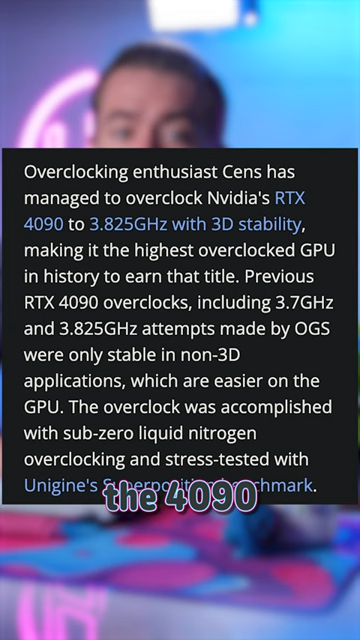 Overclocking enthusiast Cens has
managed to overclock Nvidia's RTX
4090 to 3.825GHz with 3D stability,
making it the highest overclocked GPU
in history to earn that title. Previous
RTX 4090 overclocks, including 3.7GHz
and 3.825GHz attempts made by OGS
were only stable in non-3D
applications, which are easier on the
GPU. The overclock was accomplished
with sub-zero liquid nitrogen
overclocking and stress-tested with
Unigine's Superposition benchmark.
the 4090